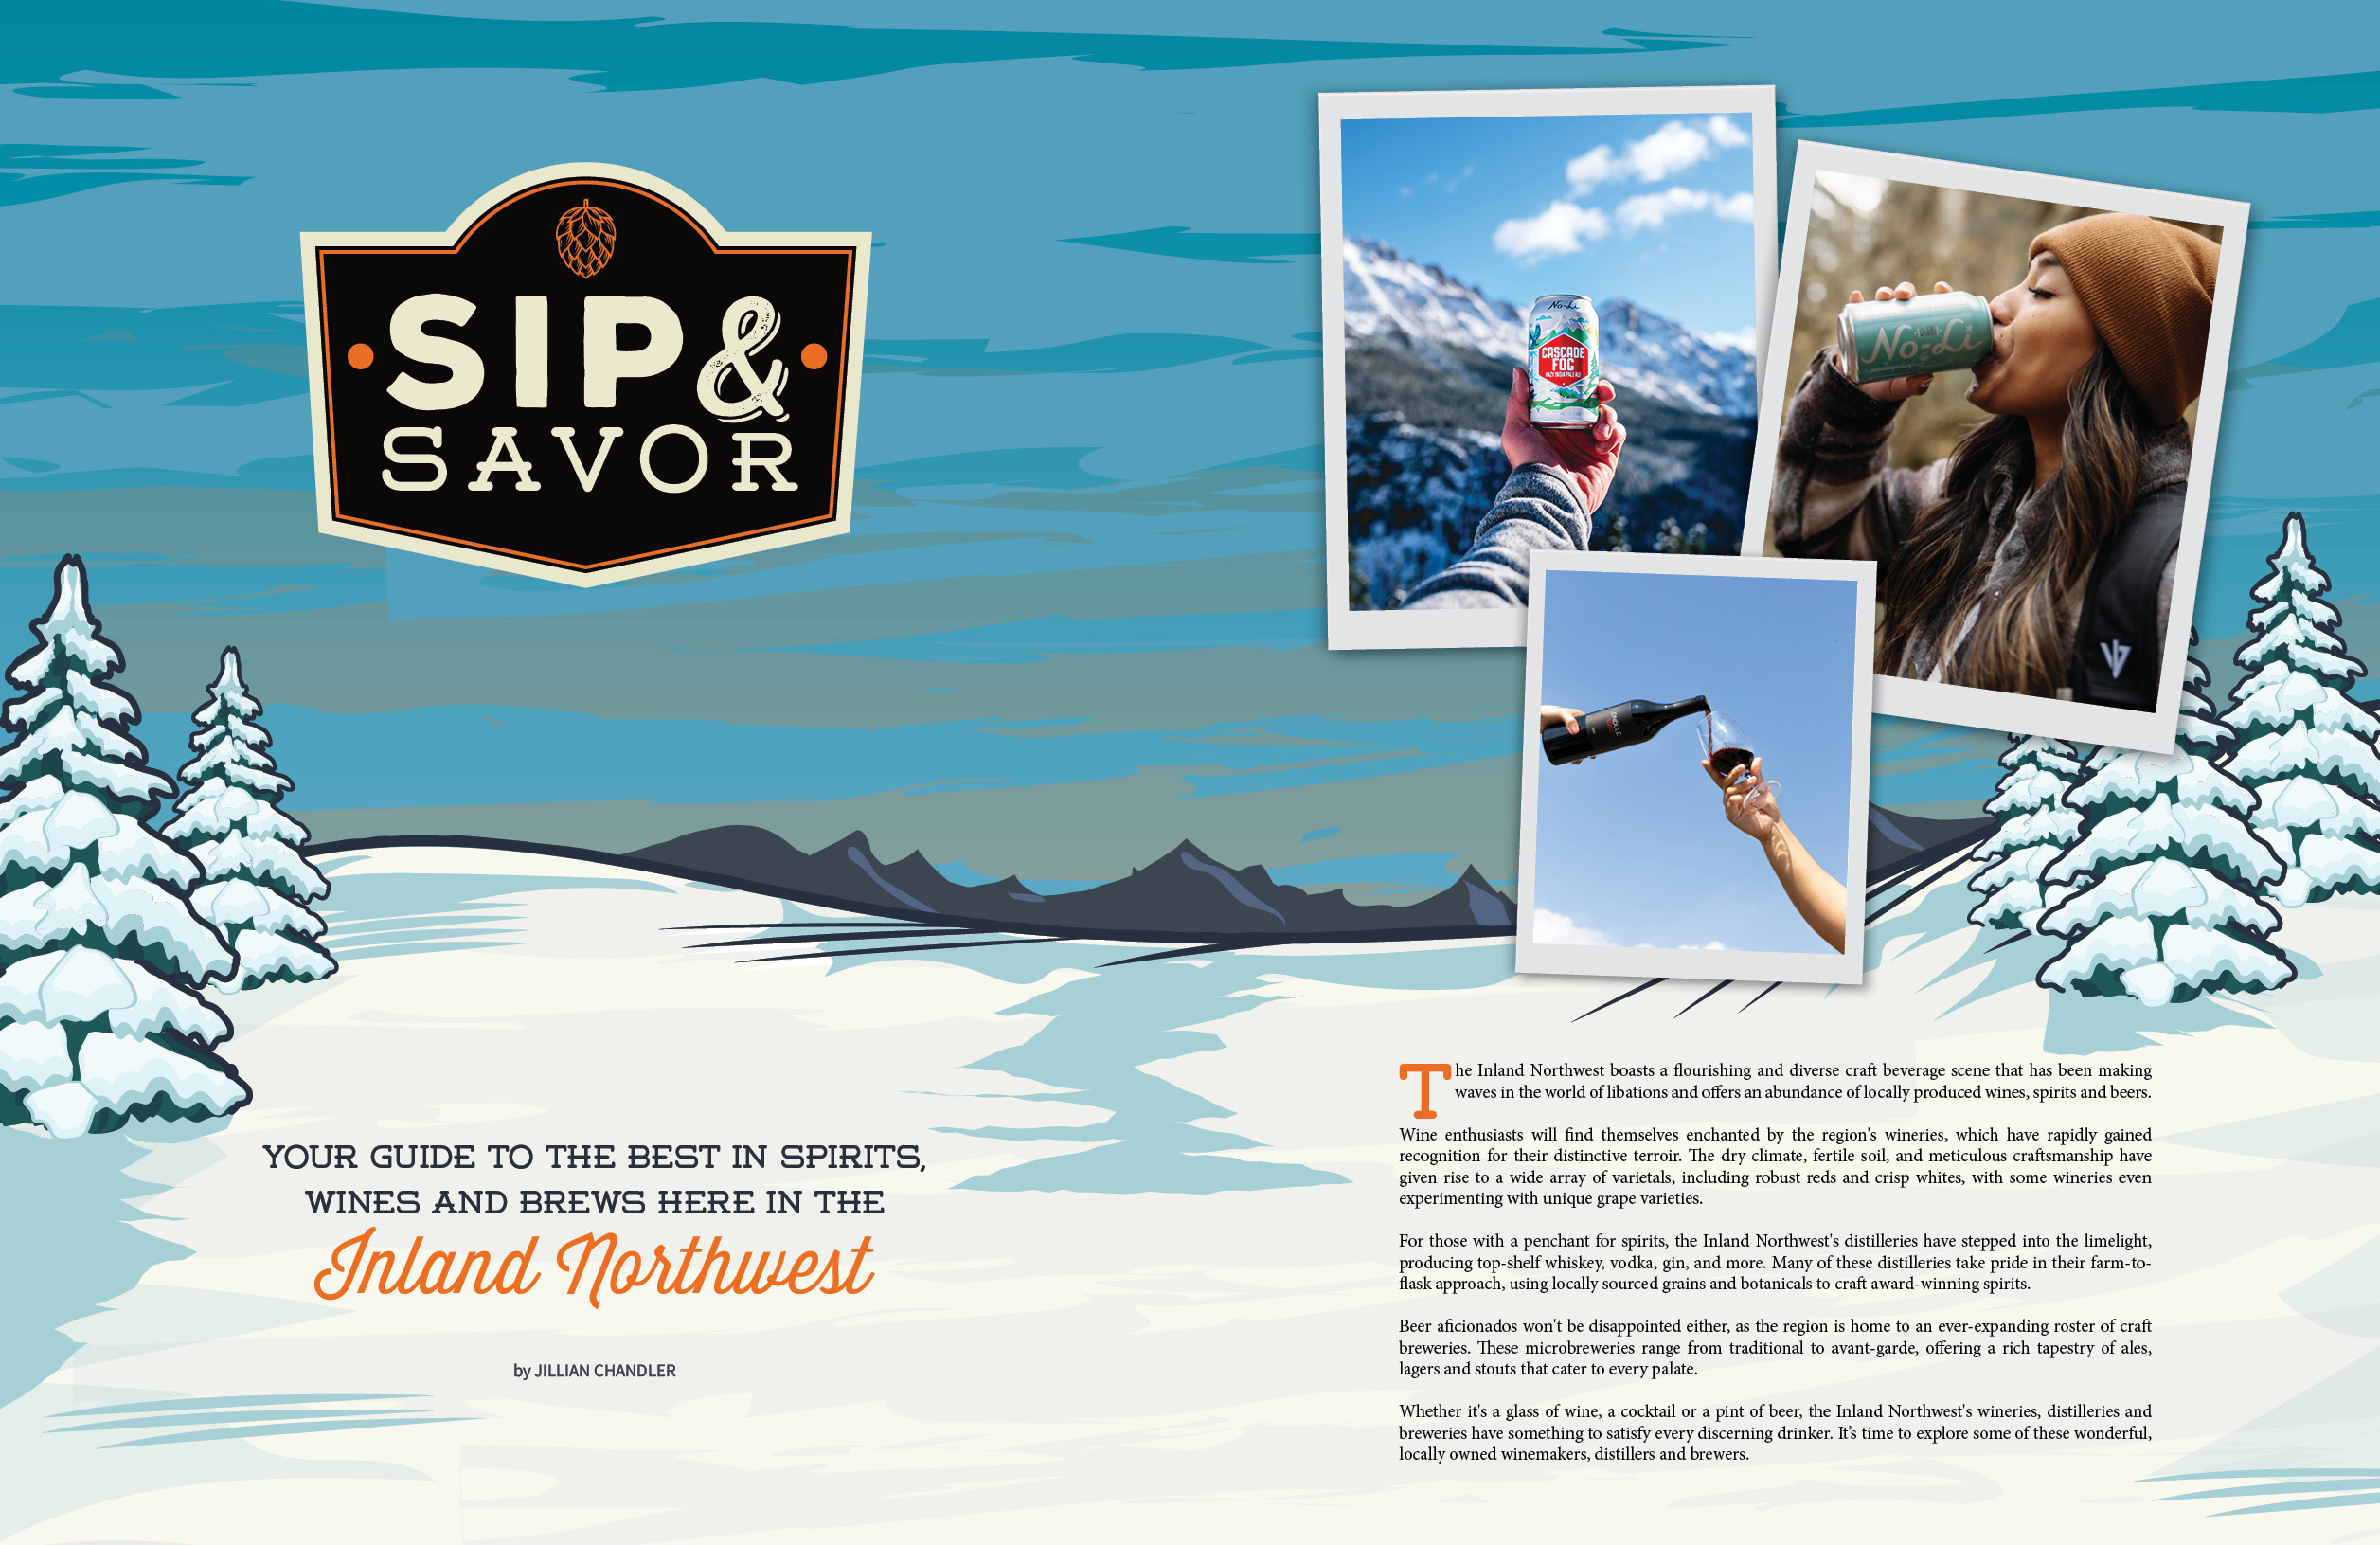 SIP &
SAVOR
No-Li
CASCADE
FOG
HAZY INDIA PALE ALE
No-Li
YOUR GUIDE TO THE BEST IN SPIRITS,
WINES AND BREWS HERE IN THE
Inland Northwest
by JILLIAN CHANDLER
The Inland Northwest boasts a flourishing and diverse craft beverage scene that has been making
waves in the world of libations and offers an abundance of locally produced wines, spirits and beers.
Wine enthusiasts will find themselves enchanted by the region's wineries, which have rapidly gained
recognition for their distinctive terroir. The dry climate, fertile soil, and meticulous craftsmanship have
given rise to a wide array of varietals, including robust reds and crisp whites, with some wineries even
experimenting with unique grape varieties.
For those with a penchant for spirits, the Inland Northwest's distilleries have stepped into the limelight,
producing top-shelf whiskey, vodka, gin, and more. Many of these distilleries take pride in their farm-to-
flask approach, using locally sourced grains and botanicals to craft award-winning spirits.
Beer aficionados won't be disappointed either, as the region is home to an ever-expanding roster of craft
breweries. These microbreweries range from traditional to avant-garde, offering a rich tapestry of ales,
lagers and stouts that cater to every palate.
Whether it's a glass of wine, a cocktail or a pint of beer, the Inland Northwest's wineries, distilleries and
breweries have something to satisfy every discerning drinker. It’s time to explore some of these wonderful,
locally owned winemakers, distillers and brewers.